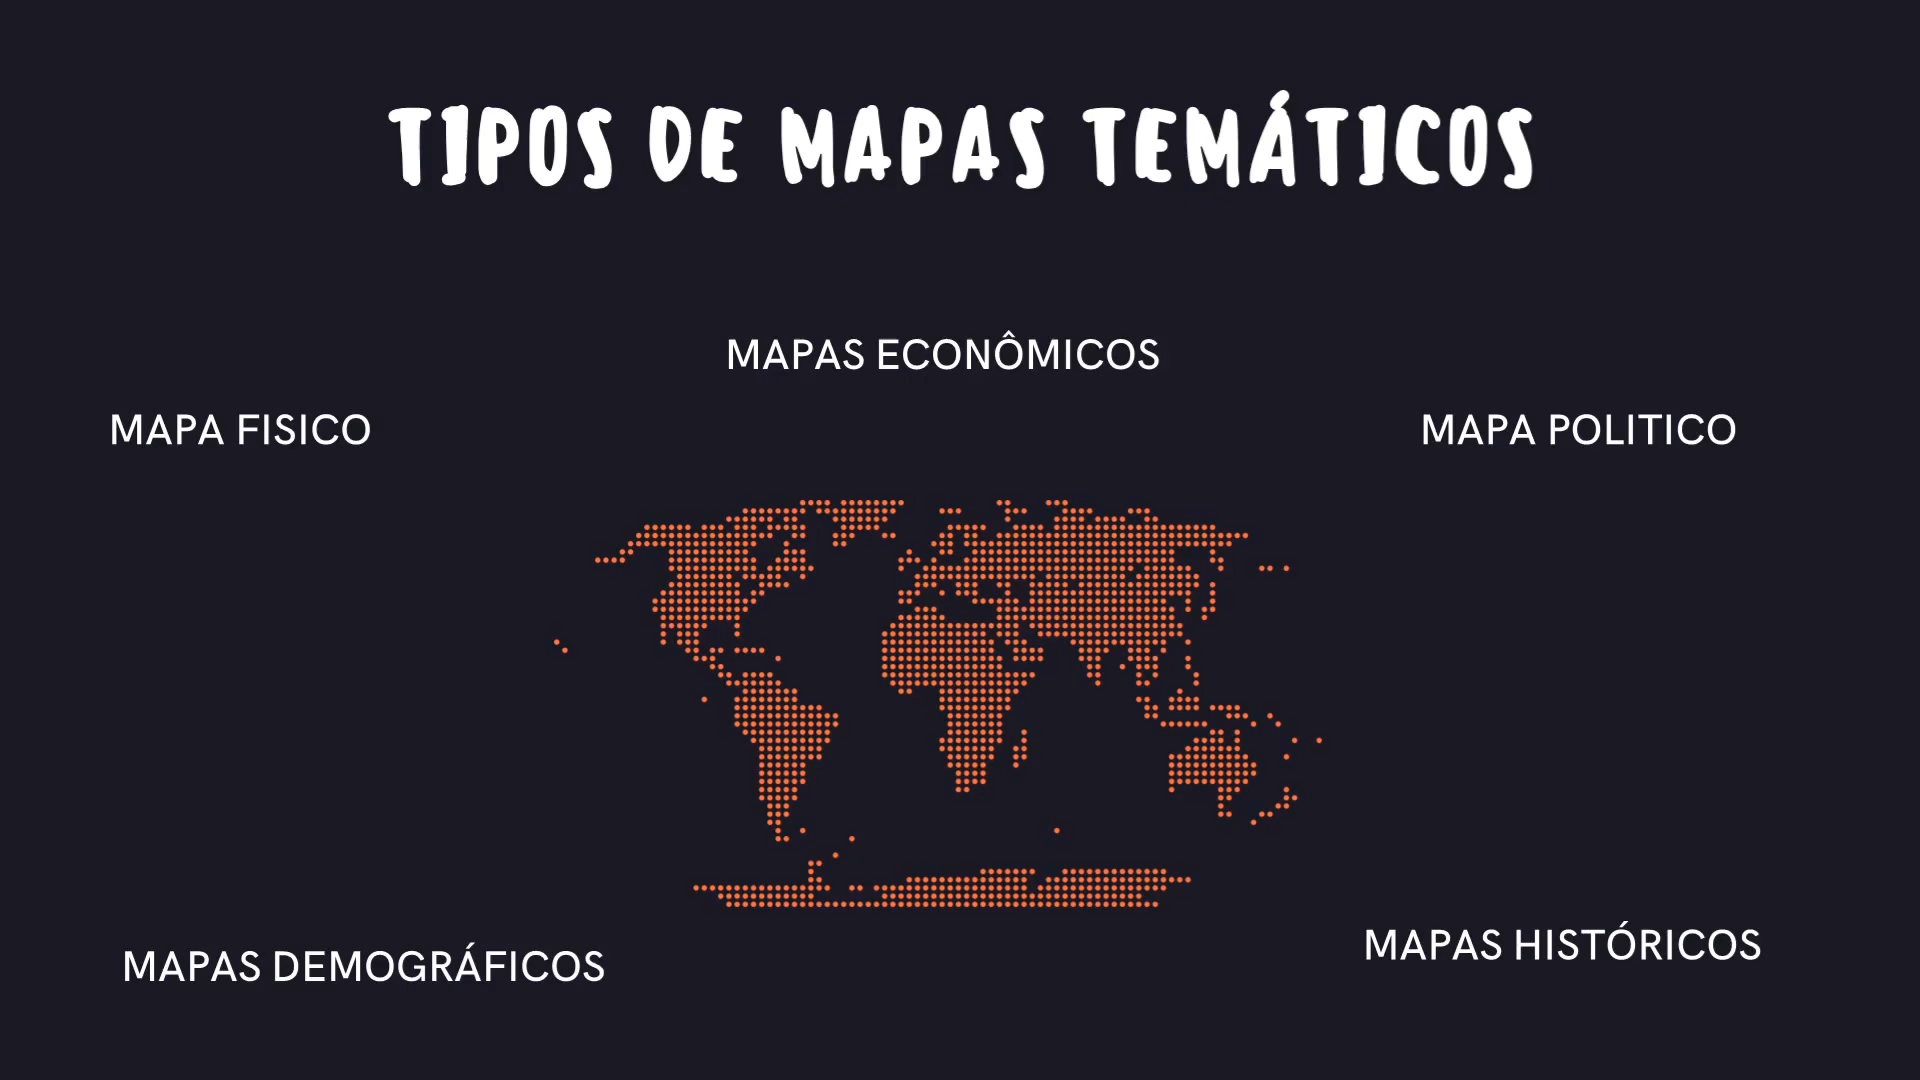 TIPOS DE MAPAS TEMÁTICOS
MAPAS ECONÔMICOS
MAPA FISICO
MAPA POLITICO
MAPAS DEMOGRÁFICOS
MAPAS HISTÓRICOS